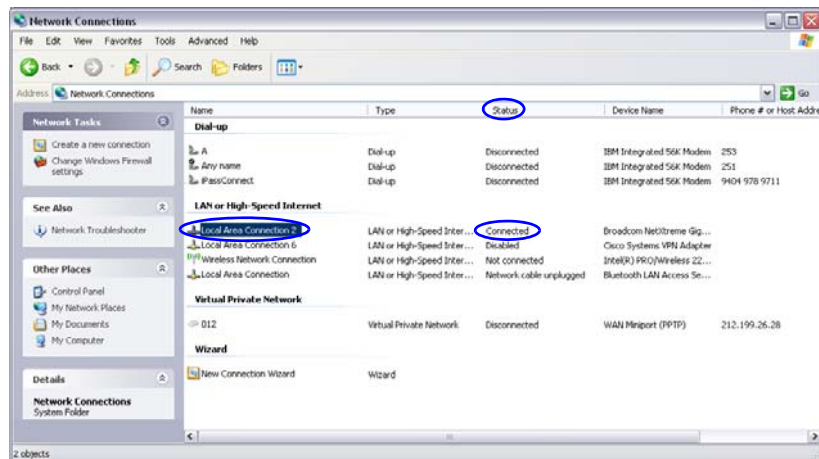 Network Connections
File Edit View Favorites Tools Advanced Help
Back Search Folders
Address Network Connections Go
Network Tasks
Create a new connection
Change Windows Firewall
settings
See Also
Network Troubleshooter
Other Places
Control Panel
My Network Places
My Documents
My Computer
Details
Network Connections
System Folder
Name Type Status Device Name Phone # or Host Addre
Dial-up
A Dial-up Disconnected IBM Integrated 56K Modem 253
Any name Dial-up Disconnected IBM Integrated 56K Modem 251
iPassConnect Dial-up Disconnected IBM Integrated 56K Modem 9404 978 9711
LAN or High-Speed Internet
Local Area Connection 2 LAN or High-Speed Inter... Connected Broadcom NetXtreme Gig...
Local Area Connection 6 LAN or High-Speed Inter... Disabled Cisco Systems VPN Adapter
Wireless Network Connection LAN or High-Speed Inter... Not connected Intel(R) PRO/Wireless 22...
Local Area Connection LAN or High-Speed Inter... Network cable unplugged Bluetooth LAN Access Se...
Virtual Private Network
012 Virtual Private Network Disconnected WAN Miniport (PPTP) 212.199.26.28
Wizard
New Connection Wizard Wizard
2 objects